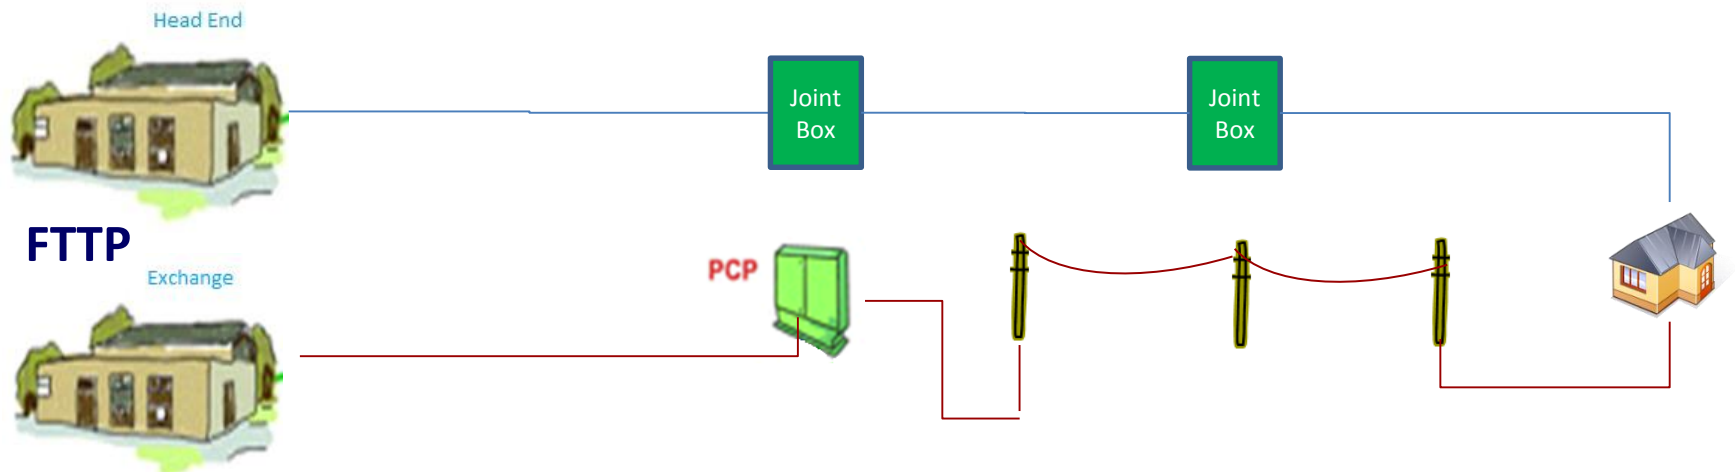 Head End
Joint
Box
Joint
Box
FTTP
PCP
Exchange